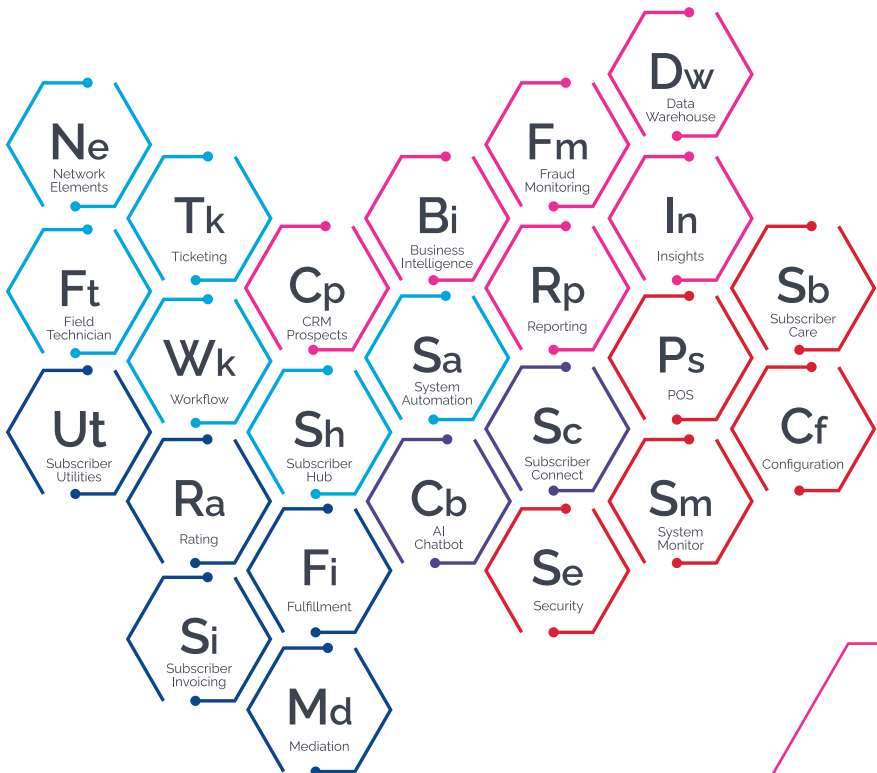 Dw
Data
Warehouse
Ne
Network
Elements
Fm
Fraud
Monitoring
Tk
Ticketing
Bi
Business
Intelligence
In
Insights
Ft
Field
Technician
Cp
CRM
Prospects
Rp
Reporting
Sb
Subscriber
Care
Wk
Workflow
Sa
System
Automation
Ps
POS
Ut
Subscriber
Utilities
Sh
Subscriber
Hub
Sc
Subscriber
Connect
Cf
Configuration
Ra
Rating
Cb
AI
Chatbot
Sm
System
Monitor
Fi
Fulfillment
Se
Security
Si
Subscriber
Invoicing
Md
Mediation